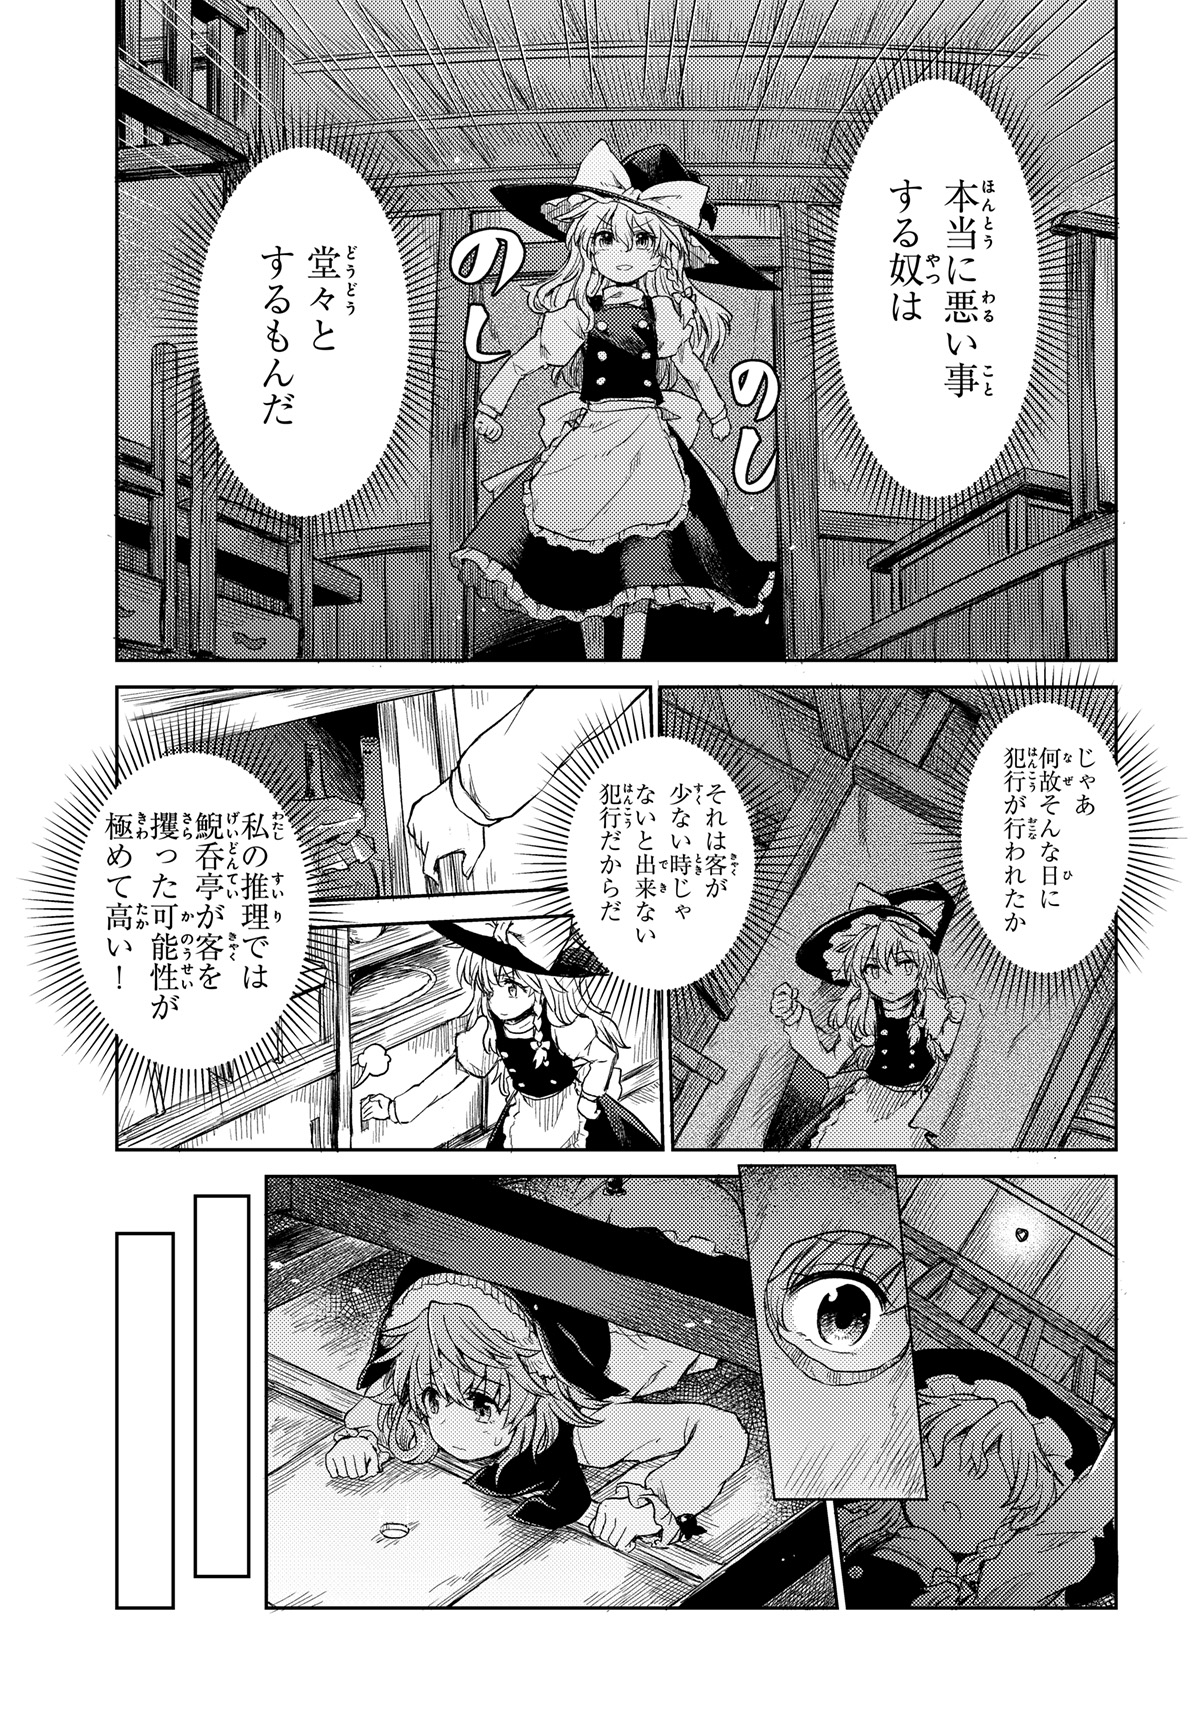 本当に悪い事
する奴は
のし
のし
堂々と
するもんだ
じゃあ
何故そんな日に
犯行が行われたか
それは客が
少ない時じゃ
ないと出来ない
犯行だからだ
私の推理では
鯢呑亭が客を
攫った可能性が
極めて高い！